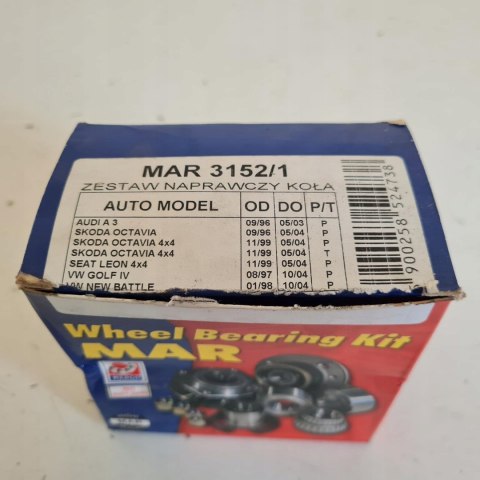 MAR 3152/1
ZESTAW NAPRAWCZY KOŁA
AUTO MODEL OD DO P/T
AUDI A 3 09/96 05/03 P
SKODA OCTAVIA 09/96 05/04 P
SKODA OCTAVIA 4x4 11/99 05/04 P
SKODA OCTAVIA 4x4 11/99 05/04 T
SEAT LEON 4x4 11/99 05/04 P
VW GOLF IV 08/97 10/04 P
VW NEW BATTLE 01/98 10/04 P
900258 524738
Wheel Bearing Kit
MAR